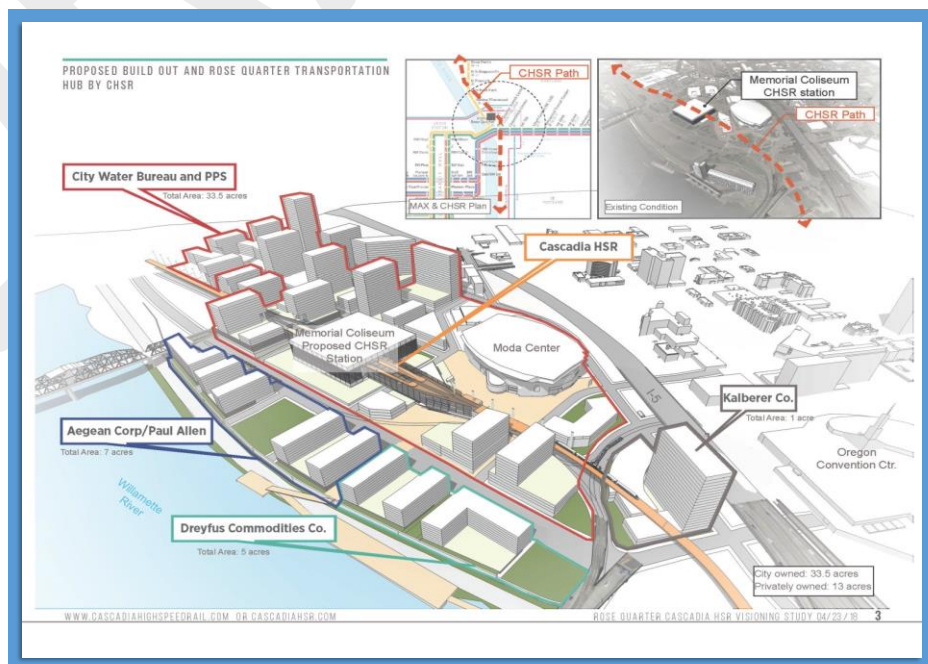 PROPOSED BUILD OUT AND ROSE QUARTER TRANSPORTATION
HUB BY CHSR
CHSR Path
MAX & CHSR Plan
Memorial Coliseum
CHSR station
CHSR Path
Existing Condition
City Water Bureau and PPS
Total Area: 33.5 acres
Cascadia HSR
Memorial Coliseum
Proposed CHSR
Station
Moda Center
I-5
Kalberer Co.
Total Area: 1 acre
Oregon
Convention Ctr.
Aegean Corp/Paul Allen
Total Area: 7 acres
Willamette
River
Dreyfus Commodities Co.
Total Area: 5 acres
City owned: 33.5 acres
Privately owned: 13 acres
WWW.CASCADIAHIGHSPEEDRAIL.COM OR CASCADIAHSR.COM
ROSE QUARTER CASCADIA HSR VISIONING STUDY 04/23/18 3